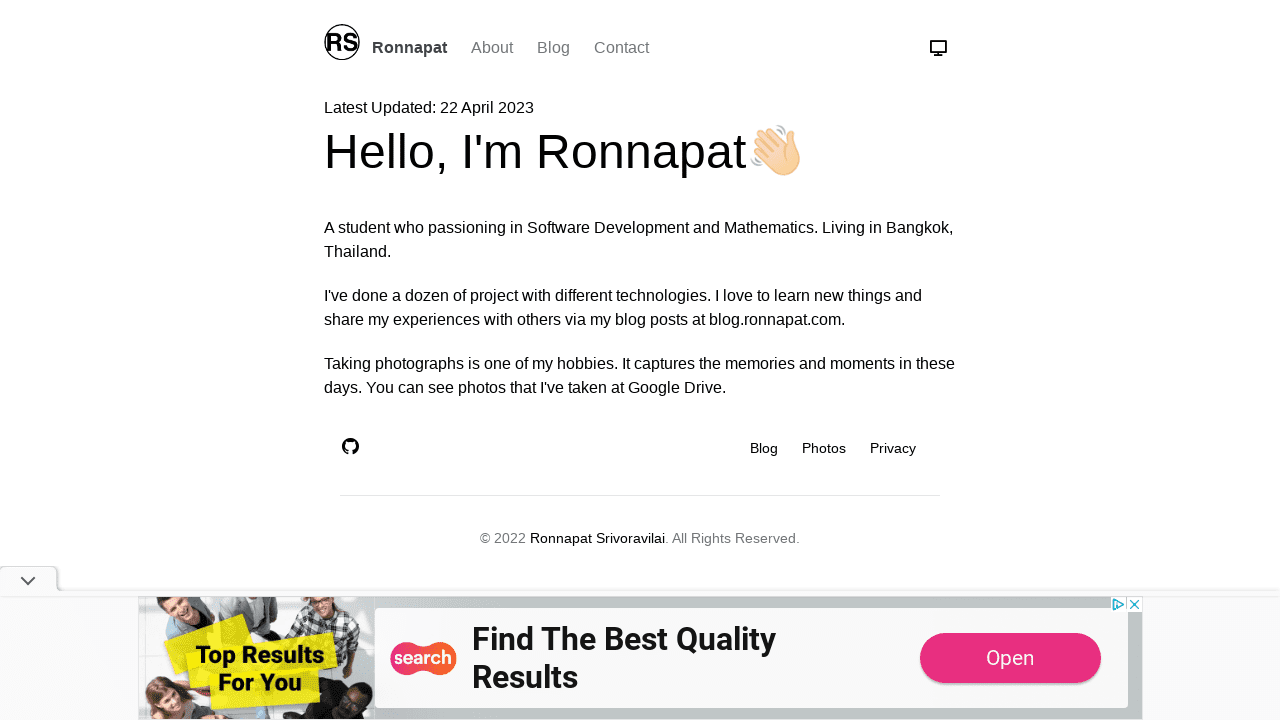 RS
Ronnapat About Blog Contact
Latest Updated: 22 April 2023
Hello, I'm Ronnapat👋🏻
A student who passioning in Software Development and Mathematics. Living in Bangkok,
Thailand.
I've done a dozen of project with different technologies. I love to learn new things and
share my experiences with others via my blog posts at blog.ronnapat.com.
Taking photographs is one of my hobbies. It captures the memories and moments in these
days. You can see photos that I've taken at Google Drive.
Blog Photos Privacy
© 2022 Ronnapat Srivoravilai. All Rights Reserved.
Top Results
For You
search
Find The Best Quality
Results
Open